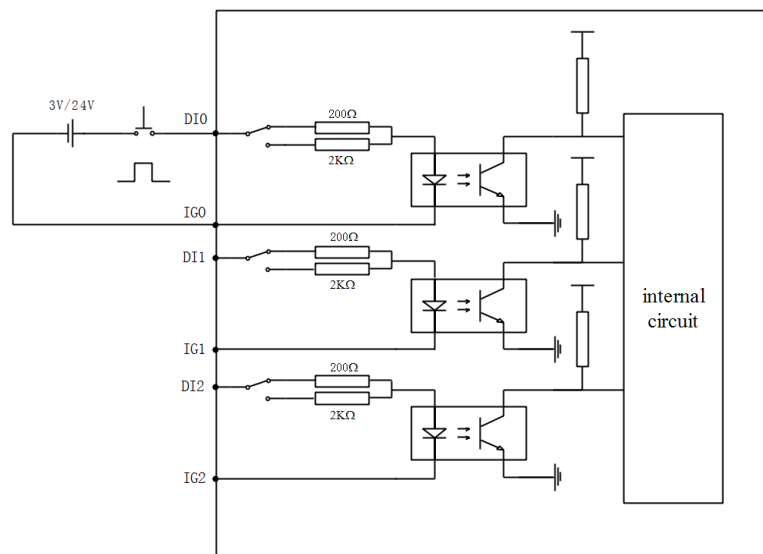 3V/24V
DI0
200Ω
2KΩ
IG0
DI1
200Ω
2KΩ
IG1
DI2
200Ω
2KΩ
IG2
internal
circuit